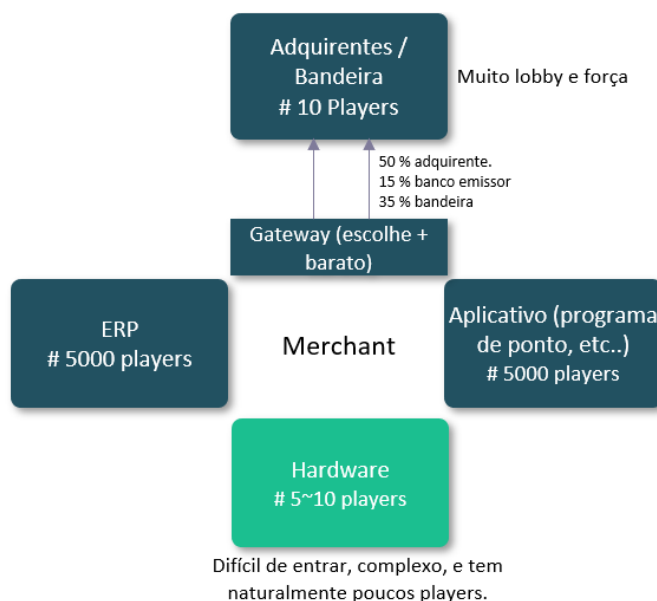 Adquirentes /
Bandeira
# 10 Players
Muito lobby e força
50 % adquirente.
15 % banco emissor
35 % bandeira
Gateway (escolhe +
barato)
ERP
# 5000 players
Merchant
Aplicativo (programa
de ponto, etc..)
# 5000 players
Hardware
# 5~10 players
Difícil de entrar, complexo, e tem
naturalmente poucos players.